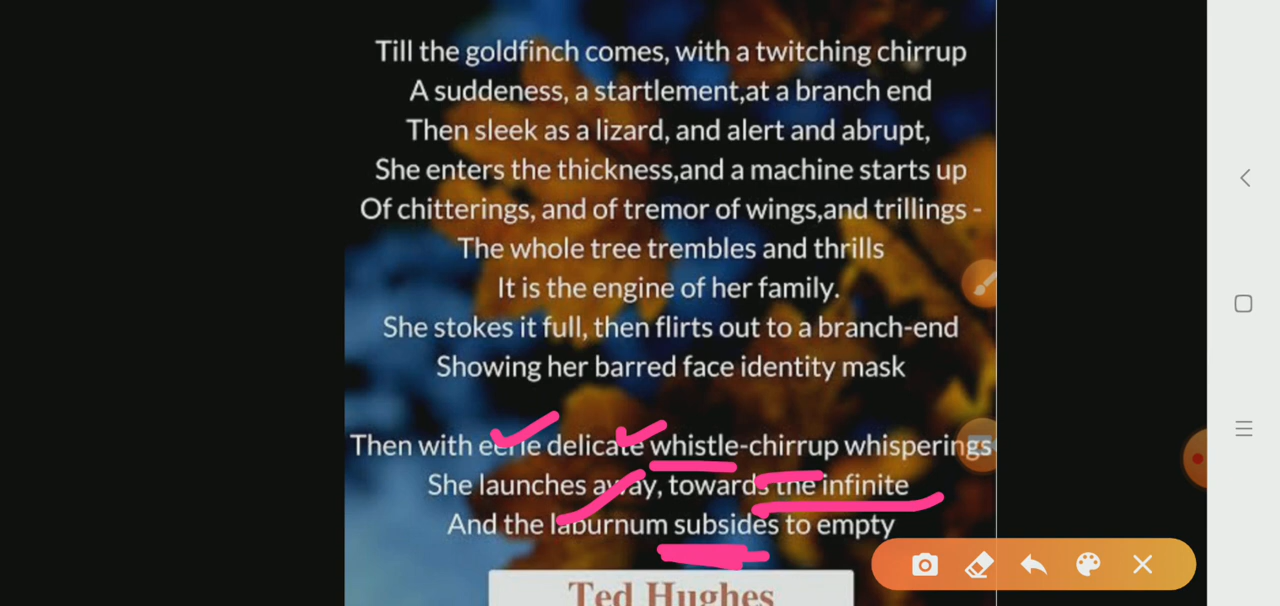 Till the goldfinch comes, with a twitching chirrup
A suddeness, a startlement,at a branch end
Then sleek as a lizard, and alert and abrupt,
She enters the thickness,and a machine starts up
Of chitterings, and of tremor of wings,and trillings -
The whole tree trembles and thrills
It is the engine of her family.
She stokes it full, then flirts out to a branch-end
Showing her barred face identity mask
Then with eerie delicate whistle-chirrup whisperings
She launches away, towards the infinite
And the laburnum subsides to empty
Ted Hughes